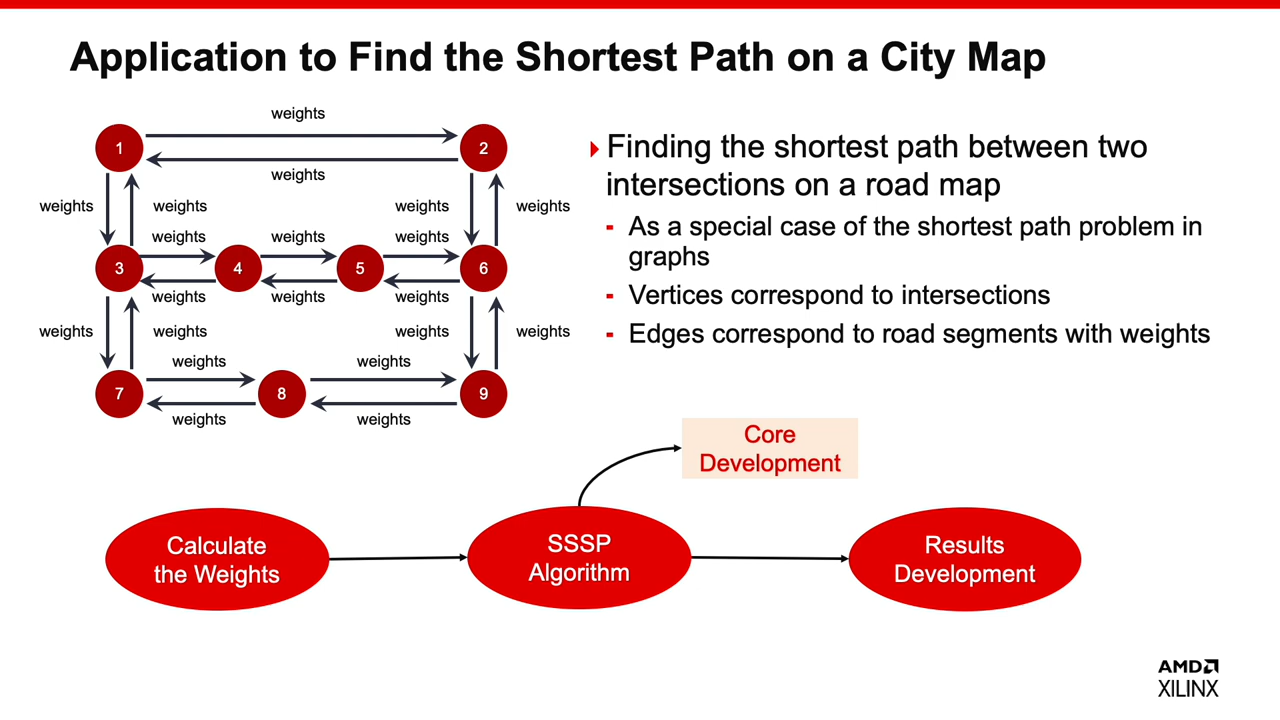 Application to Find the Shortest Path on a City Map
weights
1
2
weights
weights
weights
weights
weights
weights
weights
weights
3
4
5
6
weights
weights
weights
weights
weights
weights
weights
weights
weights
7
8
9
weights
weights
Finding the shortest path between two
intersections on a road map
- As a special case of the shortest path problem in
graphs
- Vertices correspond to intersections
- Edges correspond to road segments with weights
Core
Development
Calculate
the Weights
SSSP
Algorithm
Results
Development
AMD
XILINX